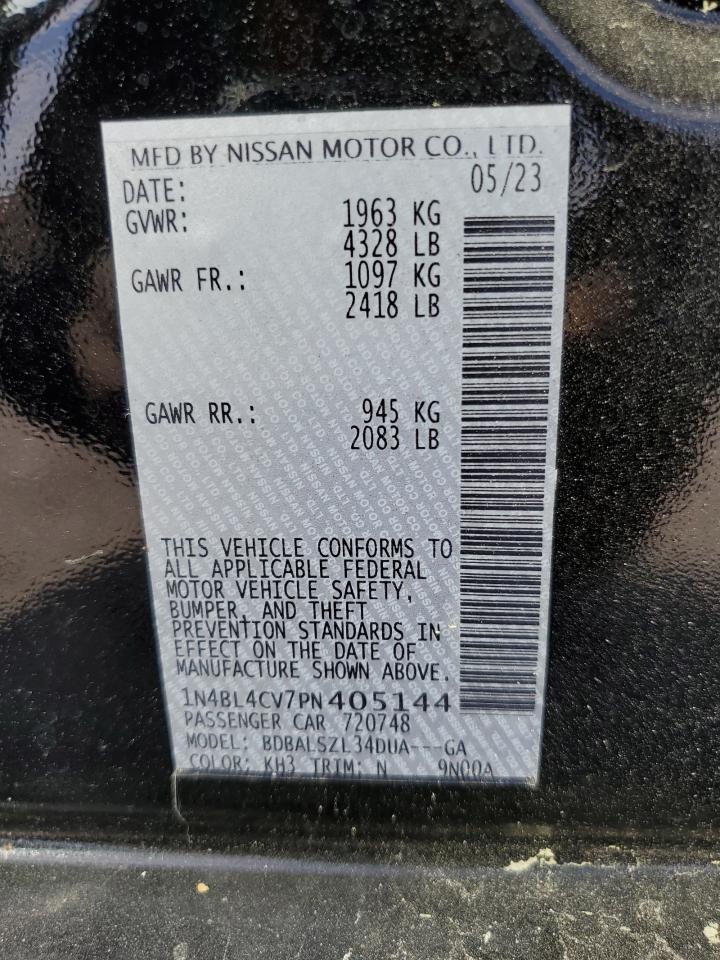 MFD BY NISSAN MOTOR CO., LTD.
DATE: 05/23
GVWR: 1963 KG
4328 LB
GAWR FR.: 1097 KG
2418 LB
GAWR RR.: 945 KG
2083 LB
THIS VEHICLE CONFORMS TO
ALL APPLICABLE FEDERAL
MOTOR VEHICLE SAFETY,
BUMPER, AND THEFT
PREVENTION STANDARDS IN
EFFECT ON THE DATE OF
MANUFACTURE SHOWN ABOVE.
1N4BL4CV7PN405144
PASSENGER CAR 720748
MODEL: BDBALSZL34DUA---GA
COLOR: KH3 TRIM: N 9N00A